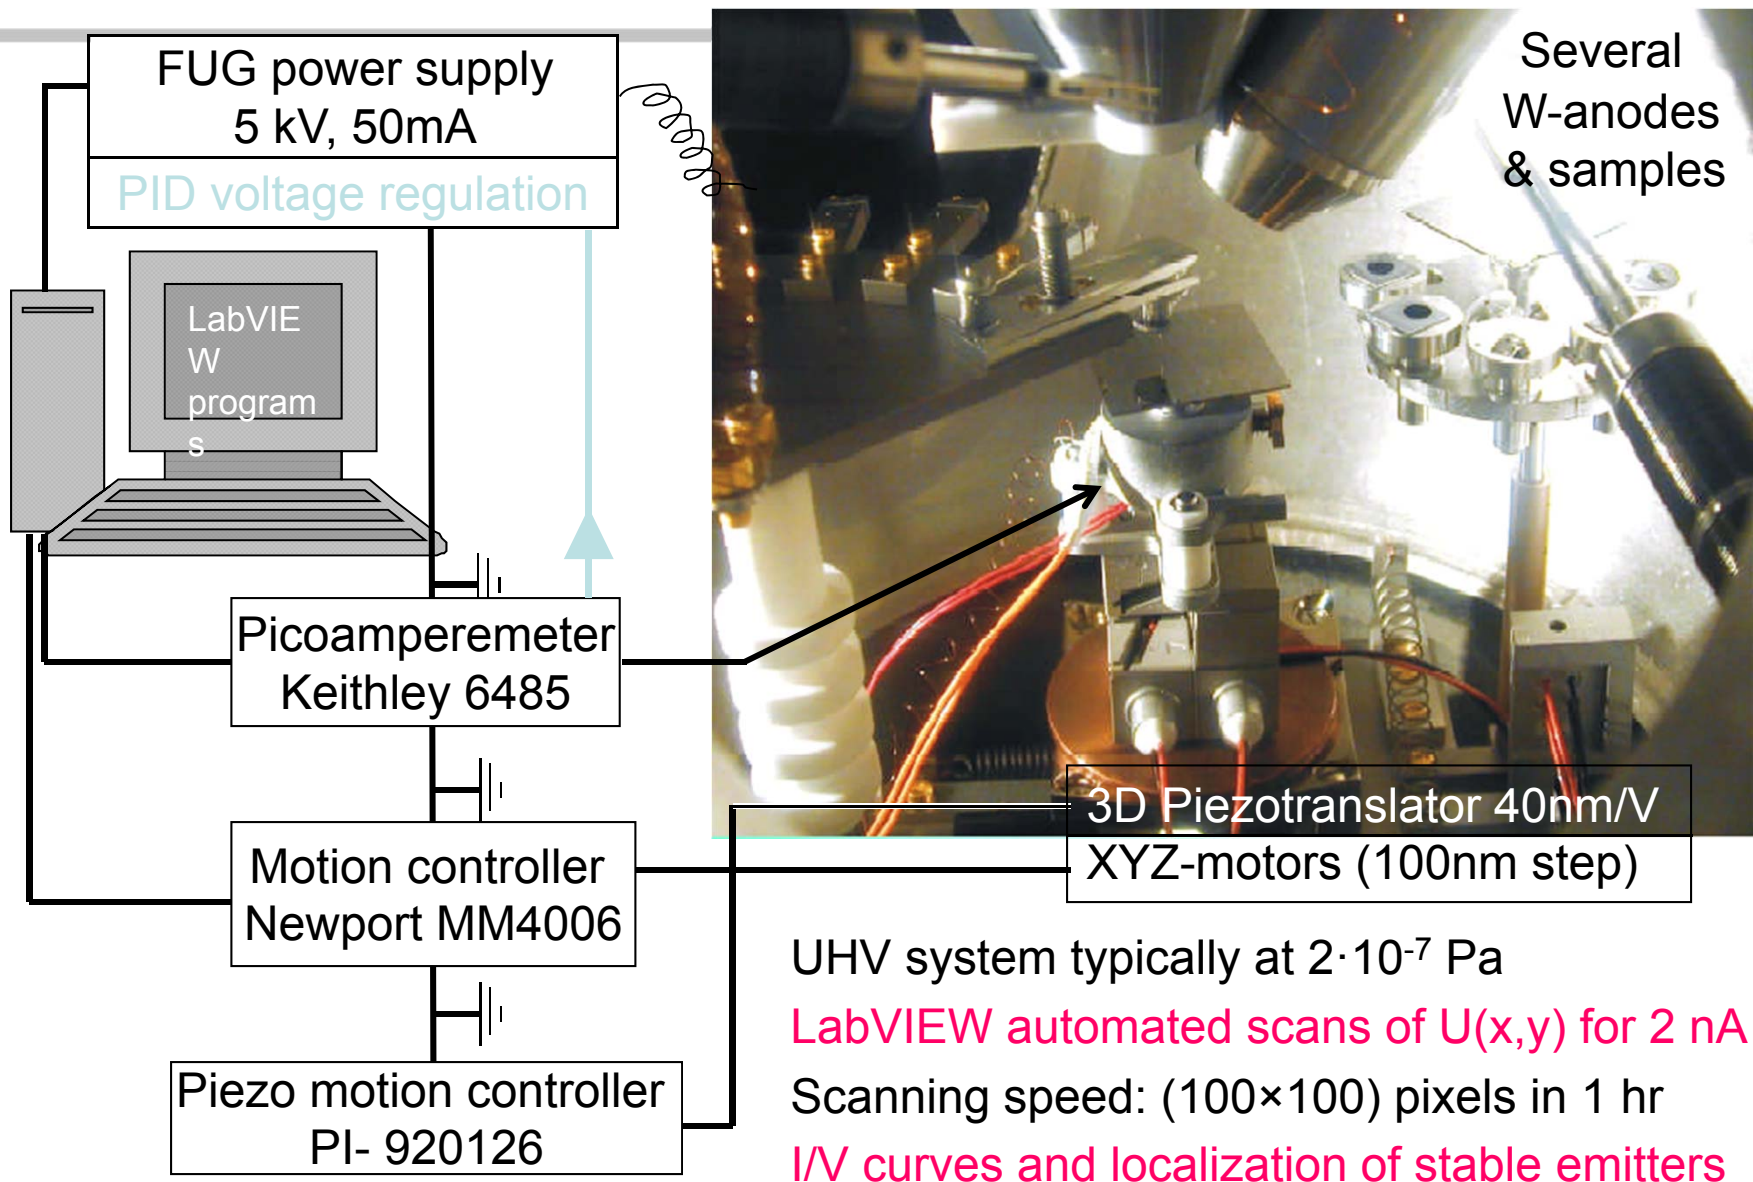 FUG power supply
5 kV, 50mA
PID voltage regulation
LabVIE
W
program
s
Picoamperemeter
Keithley 6485
Motion controller
Newport MM4006
Piezo motion controller
PI- 920126
Several
W-anodes
& samples
3D Piezotranslator 40nm/V
XYZ-motors (100nm step)
UHV system typically at 2·10⁻⁷ Pa
LabVIEW automated scans of U(x,y) for 2 nA
Scanning speed: (100×100) pixels in 1 hr
I/V curves and localization of stable emitters